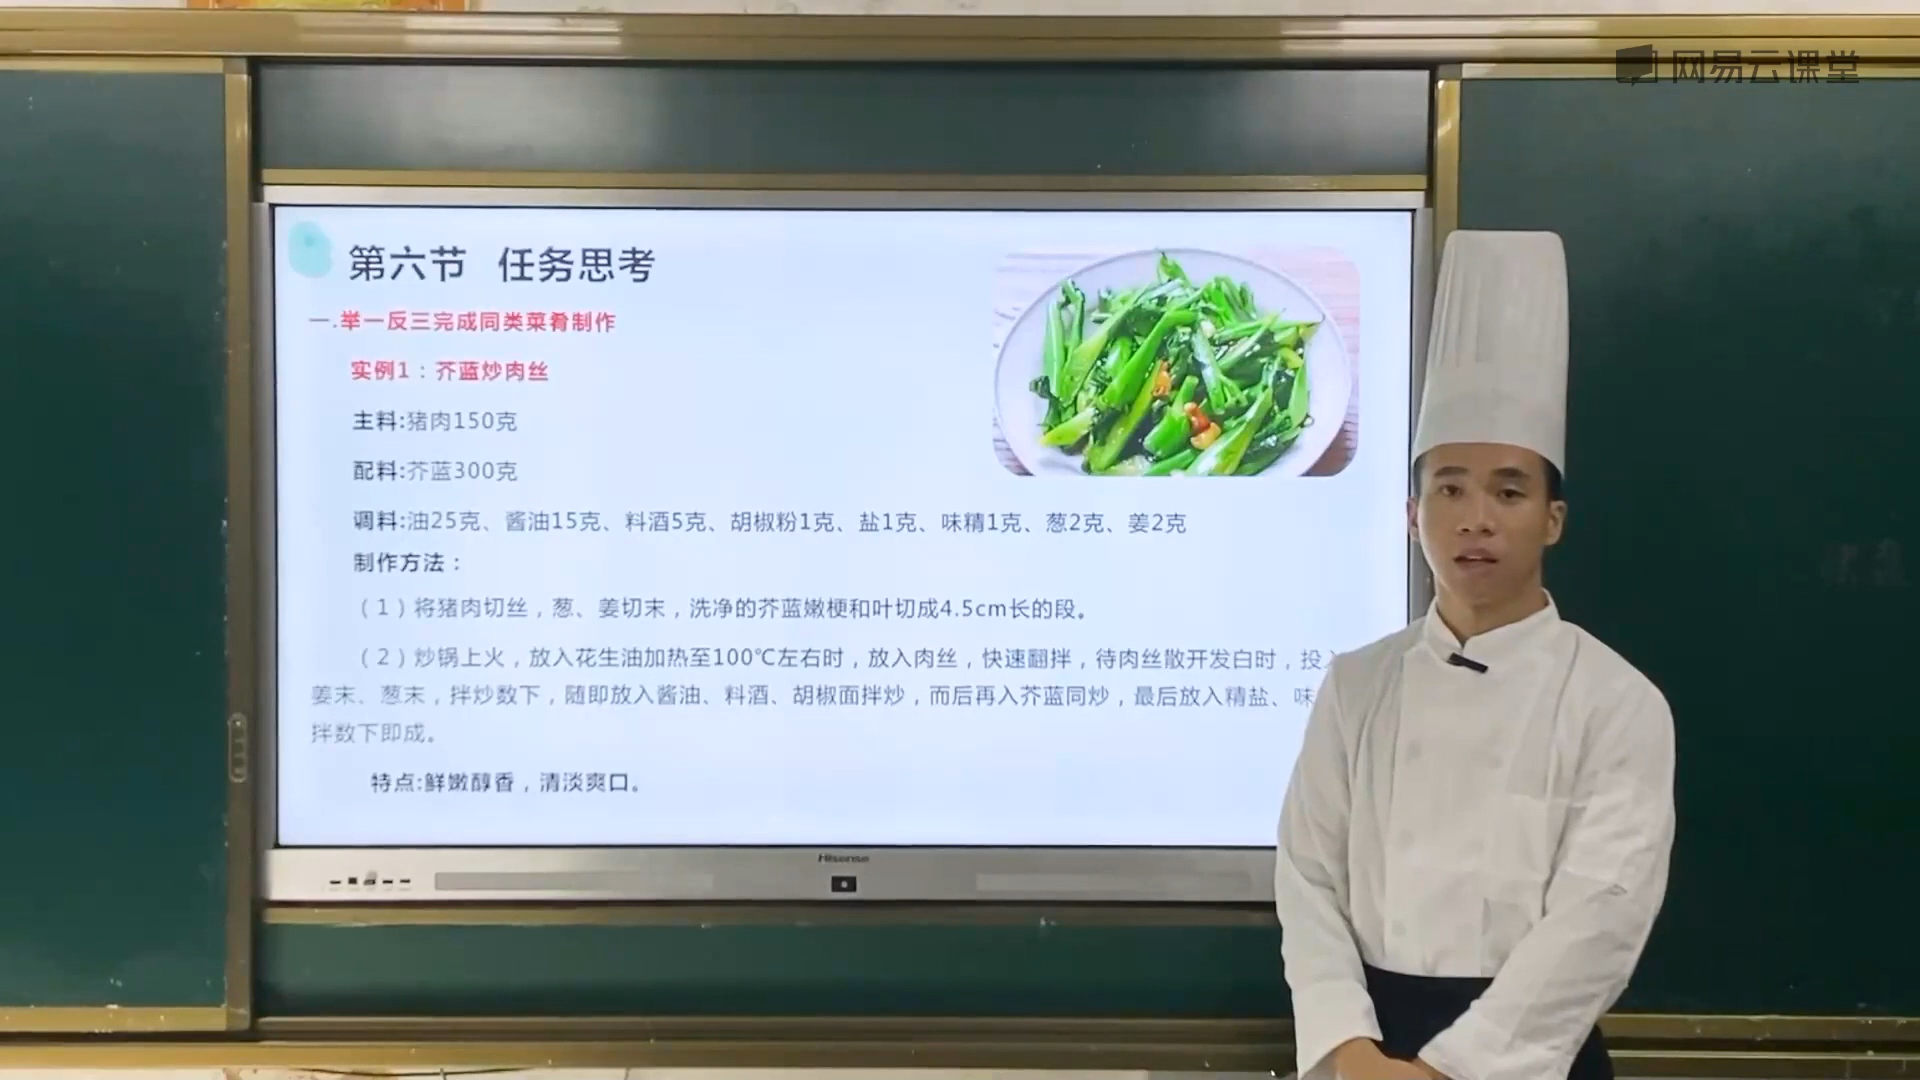 网易云课堂
第六节 任务思考
一.举一反三完成同类菜肴制作
实例1：芥蓝炒肉丝
主料:猪肉150克
配料:芥蓝300克
调料:油25克、酱油15克、料酒5克、胡椒粉1克、盐1克、味精1克、葱2克、姜2克
制作方法：
（1）将猪肉切丝，葱、姜切末，洗净的芥蓝嫩梗和叶切成4.5cm长的段。
（2）炒锅上火，放入花生油加热至100℃左右时，放入肉丝，快速翻拌，待肉丝散开发白时，投入
姜末、葱末，拌炒数下，随即放入酱油、料酒、胡椒面拌炒，而后再入芥蓝同炒，最后放入精盐、味
拌数下即成。
特点:鲜嫩醇香，清淡爽口。
Hisense